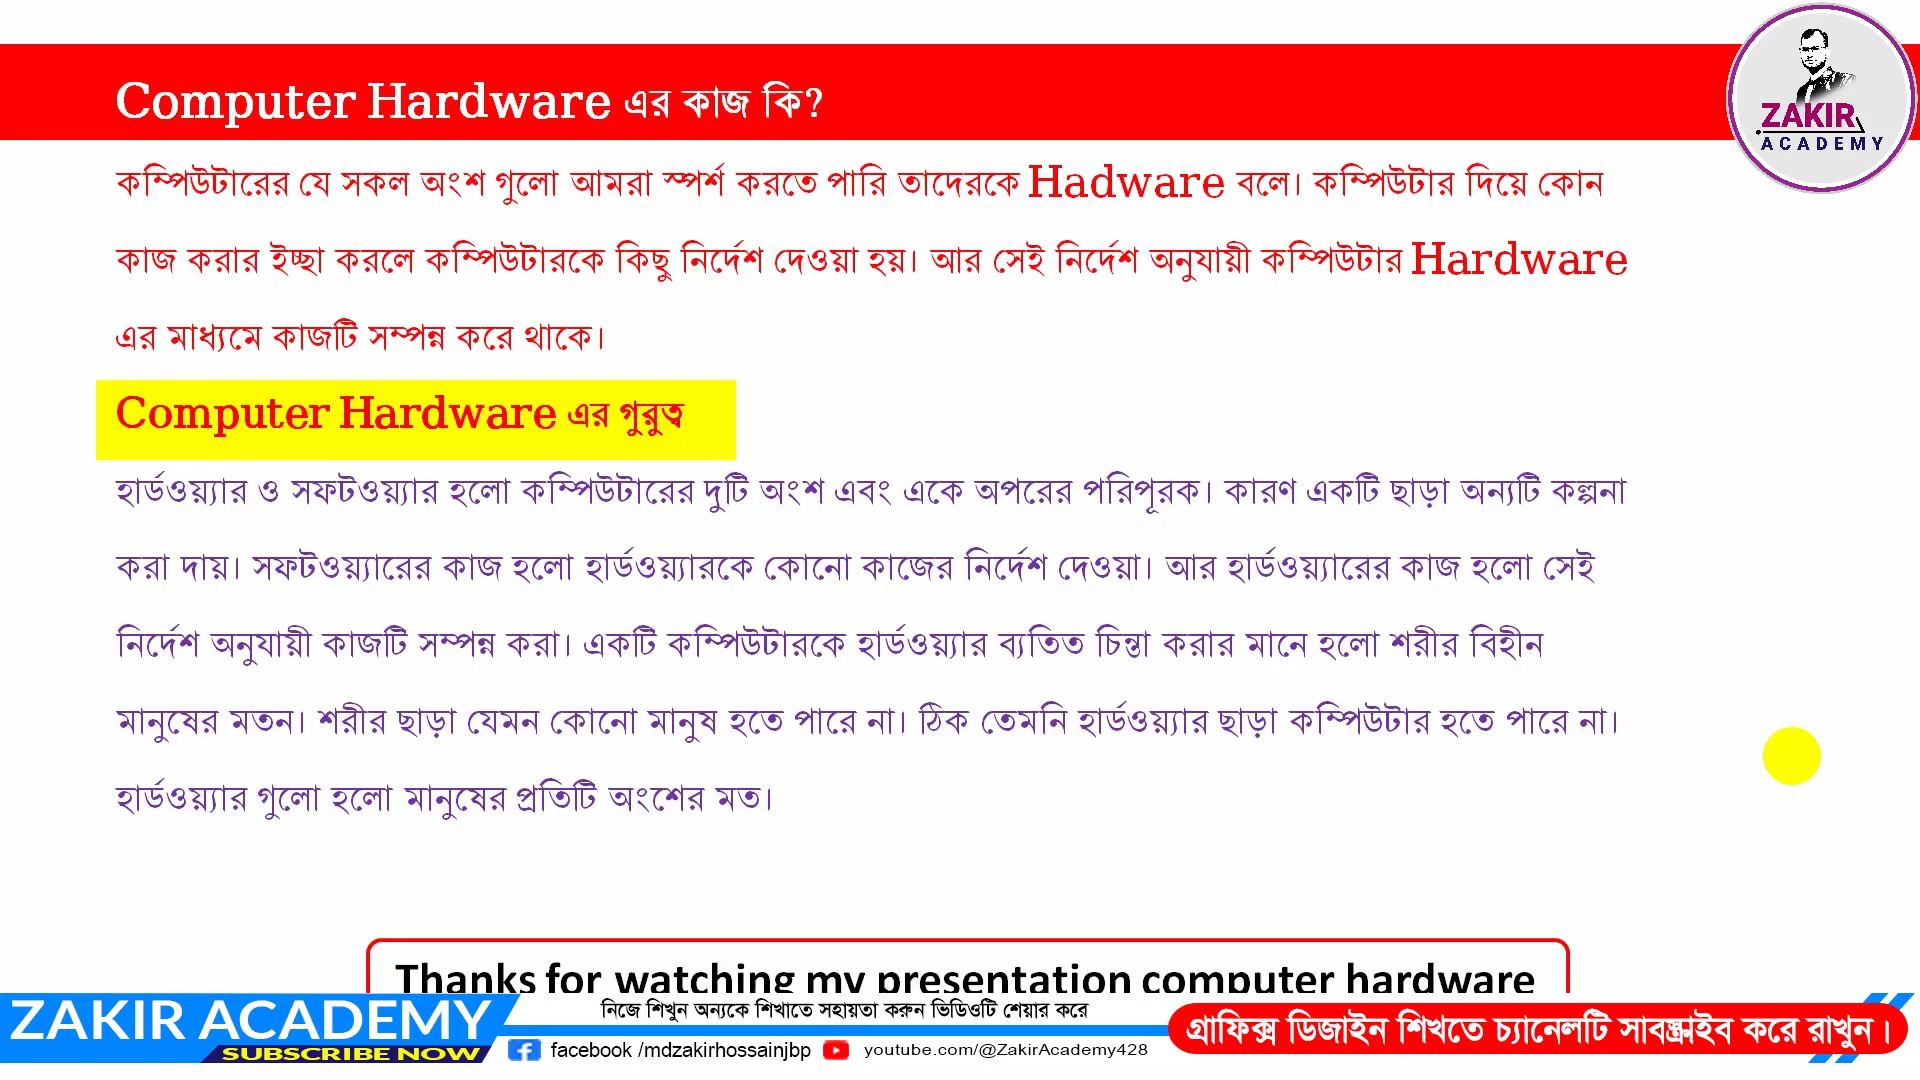 Computer Hardware এর কাজ কি?
ZAKIR
ACADEMY
কম্পিউটারের যে সকল অংশ গুলো আমরা স্পর্শ করতে পারি তাদেরকে Hadware বলে। কম্পিউটার দিয়ে কোন
কাজ করার ইচ্ছা করলে কম্পিউটারকে কিছু নির্দেশ দেওয়া হয়। আর সেই নির্দেশ অনুযায়ী কম্পিউটার Hardware
এর মাধ্যমে কাজটি সম্পন্ন করে থাকে।
Computer Hardware এর গুরুত্ব
হার্ডওয়্যার ও সফটওয়্যার হলো কম্পিউটারের দুটি অংশ এবং একে অপরের পরিপূরক। কারণ একটি ছাড়া অন্যটি কল্পনা
করা দায়। সফটওয়্যারের কাজ হলো হার্ডওয়্যারকে কোনো কাজের নির্দেশ দেওয়া। আর হার্ডওয়্যারের কাজ হলো সেই
নির্দেশ অনুযায়ী কাজটি সম্পন্ন করা। একটি কম্পিউটারকে হার্ডওয়্যার ব্যতিত চিন্তা করার মানে হলো শরীর বিহীন
মানুষের মতন। শরীর ছাড়া যেমন কোনো মানুষ হতে পারে না। ঠিক তেমনি হার্ডওয়্যার ছাড়া কম্পিউটার হতে পারে না।
হার্ডওয়্যার গুলো হলো মানুষের প্রতিটি অংশের মত।
Thanks for watching my presentation computer hardware
ZAKIR ACADEMY
SUBSCRIBE NOW
নিজে শিখুন অন্যকে শিখাতে সহায়তা করুন ভিডিওটি শেয়ার করে
facebook /mdzakirhossainjbp
youtube.com/@ZakirAcademy428
গ্রাফিক্স ডিজাইন শিখতে চ্যানেলটি সাবস্ক্রাইব করে রাখুন।